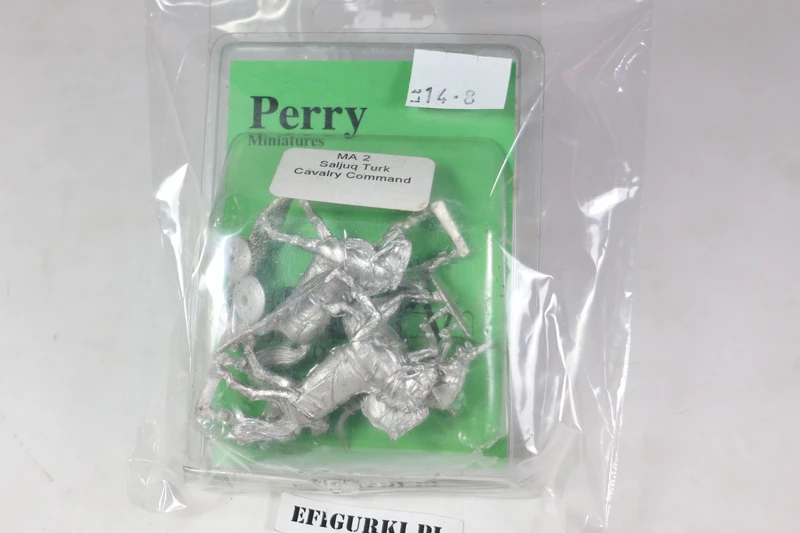 14.8
Perry
Miniatures
MA 2
Saljuq Turk
Cavalry Command
EFIGURKI.PL